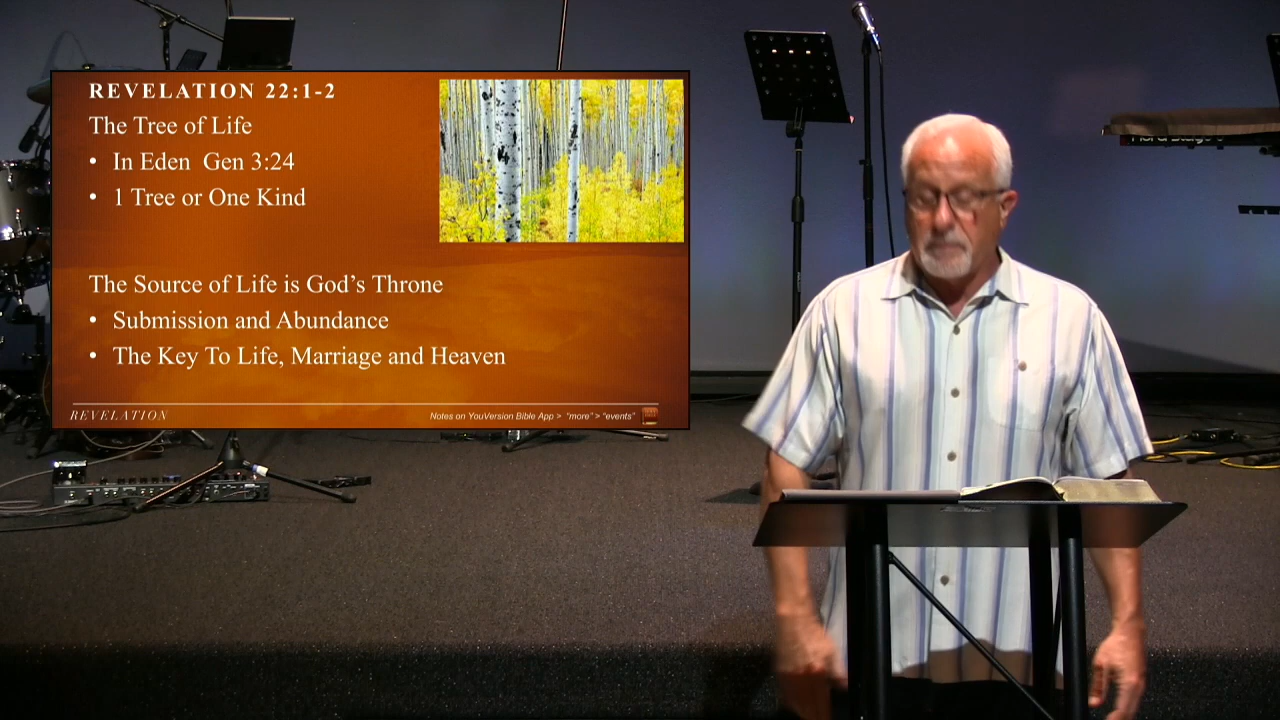 REVELATION 22:1-2
The Tree of Life
• In Eden Gen 3:24
• 1 Tree or One Kind
The Source of Life is God’s Throne
• Submission and Abundance
• The Key To Life, Marriage and Heaven
REVELATION
Notes on YouVersion Bible App > “more” > “events”